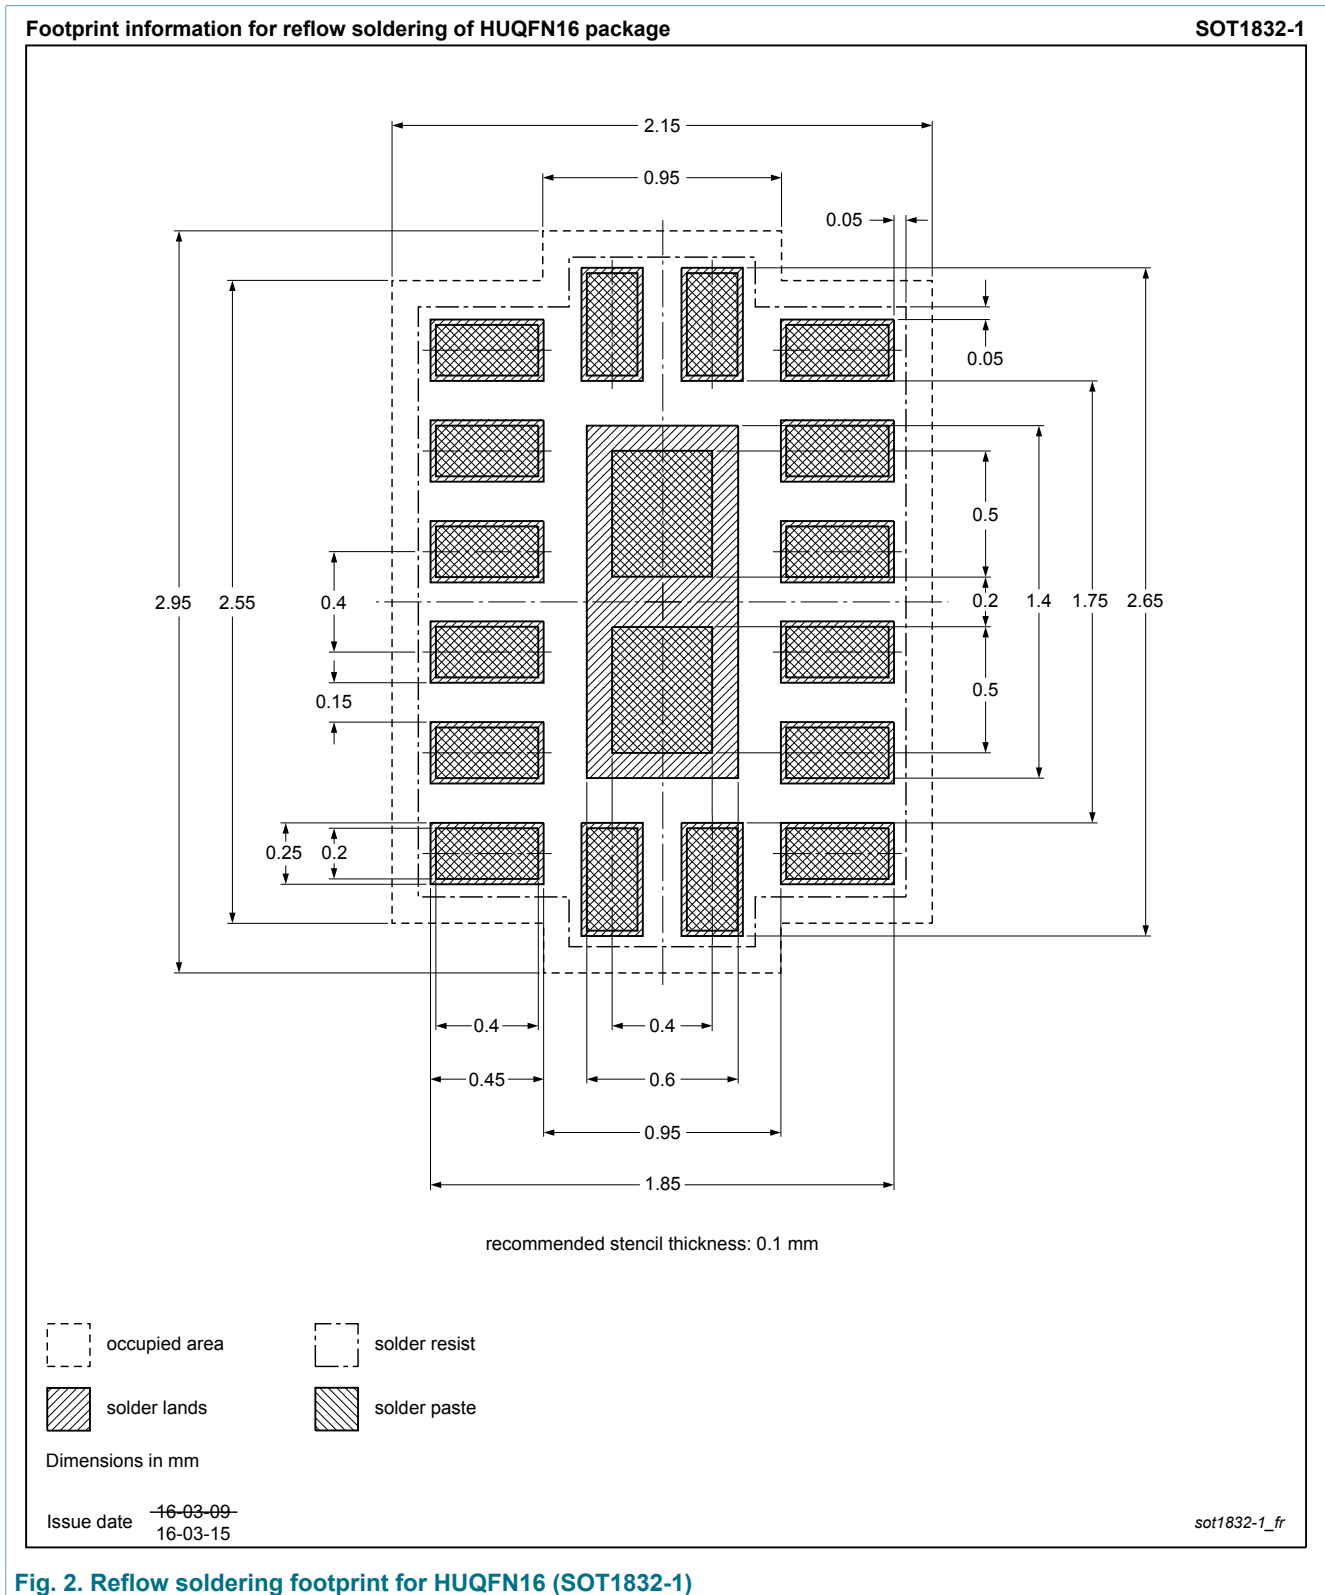 Footprint information for reflow soldering of HUQFN16 package SOT1832-1
2.15
0.95
0.05
0.05
0.5
2.95 2.55 0.4 0.2 1.4 1.75 2.65
0.5
0.15
0.25 0.2
0.4 0.4
0.45 0.6
0.95
1.85
recommended stencil thickness: 0.1 mm
occupied area solder resist
solder lands solder paste
Dimensions in mm
16-03-09
Issue date
16-03-15
sot1832-1_fr
Fig. 2. Reflow soldering footprint for HUQFN16 (SOT1832-1)